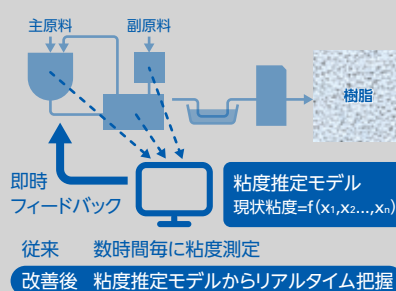 主原料 副原料
樹脂
即時
フィードバック
粘度推定モデル
現状粘度=f(x₁,x₂...,xₙ)
従来 数時間毎に粘度測定
改善後 粘度推定モデルからリアルタイム把握